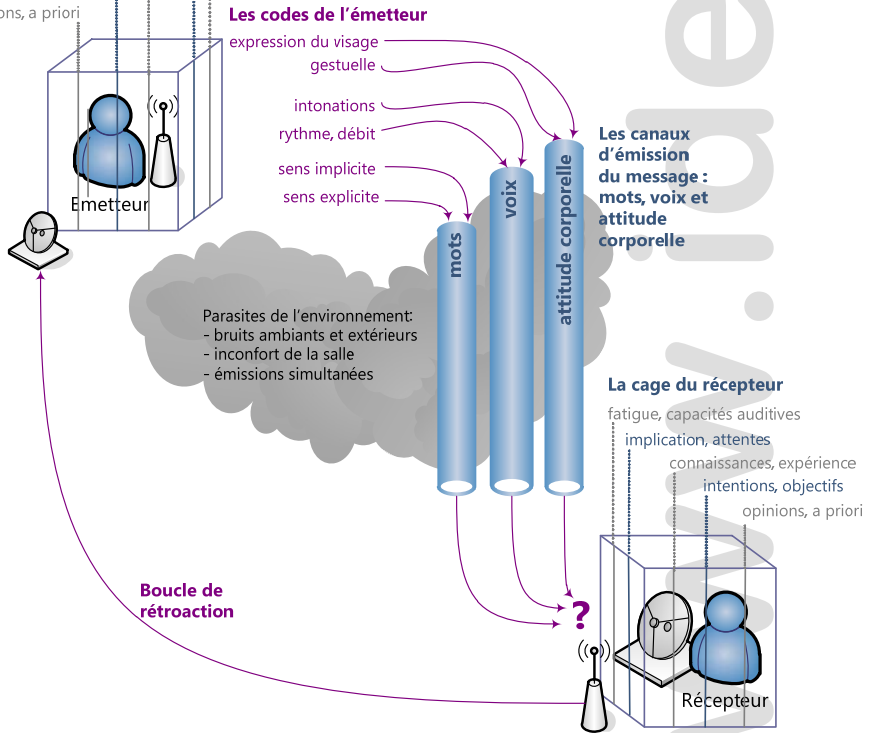 ons, a priori
Les codes de l'émetteur
expression du visage
gestuelle
intonations
rythme, débit
sens implicite
sens explicite
Emetteur
mots
voix
attitude corporelle
Les canaux
d'émission
du message :
mots, voix et
attitude
corporelle
Parasites de l'environnement:
- bruits ambiants et extérieurs
- inconfort de la salle
- émissions simultanées
La cage du récepteur
fatigue, capacités auditives
implication, attentes
connaissances, expérience
intentions, objectifs
opinions, a priori
Boucle de
rétroaction
?
Récepteur
www.ide